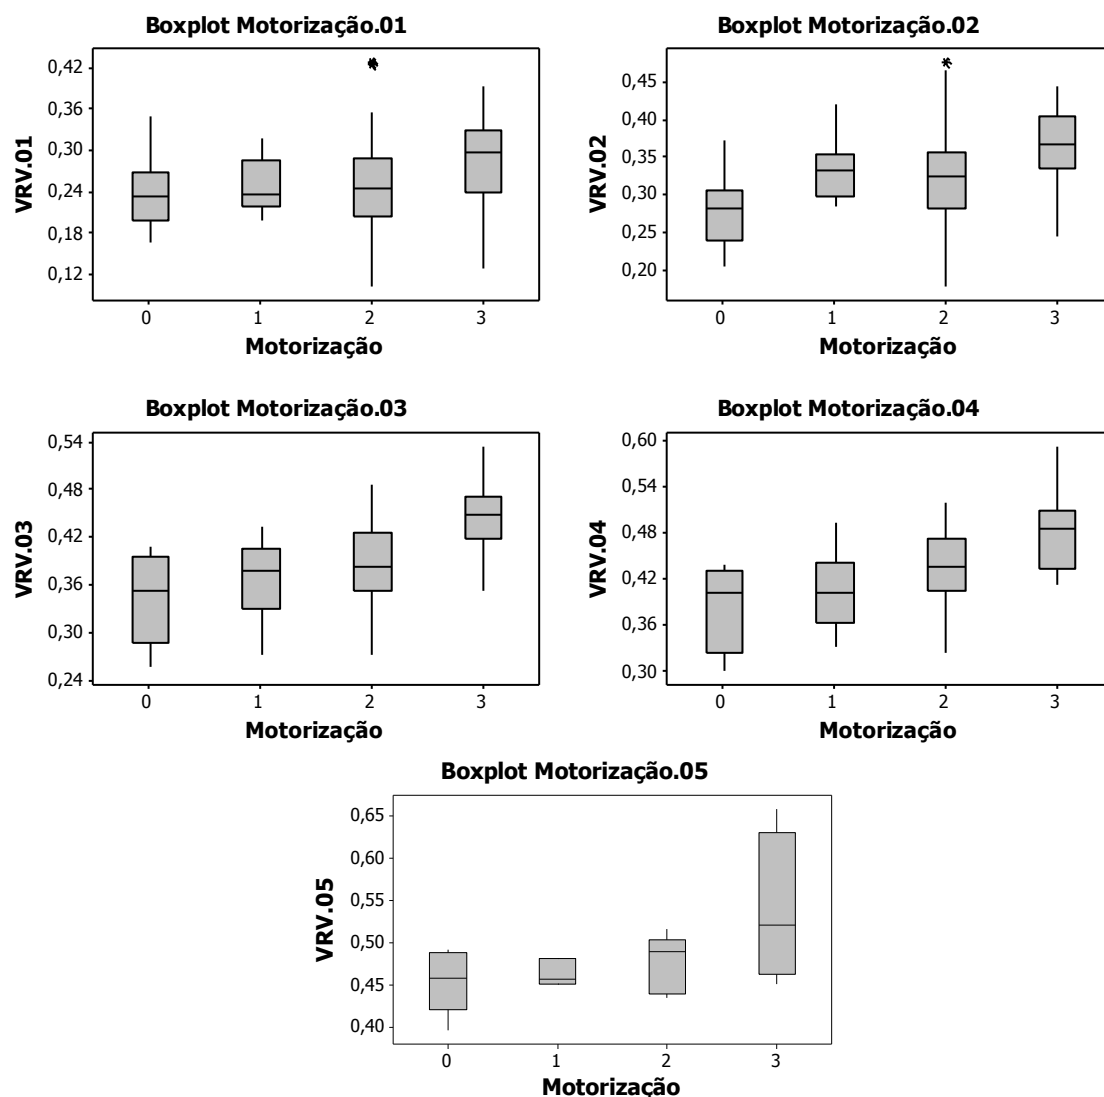 Boxplot Motorização.01
VRV.01
0,42
0,36
0,30
0,24
0,18
0,12
0 1 2 3
Motorização
Boxplot Motorização.02
VRV.02
0,45
0,40
0,35
0,30
0,25
0,20
0 1 2 3
Motorização
Boxplot Motorização.03
VRV.03
0,54
0,48
0,42
0,36
0,30
0,24
0 1 2 3
Motorização
Boxplot Motorização.04
VRV.04
0,60
0,54
0,48
0,42
0,36
0,30
0 1 2 3
Motorização
Boxplot Motorização.05
VRV.05
0,65
0,60
0,55
0,50
0,45
0,40
0 1 2 3
Motorização